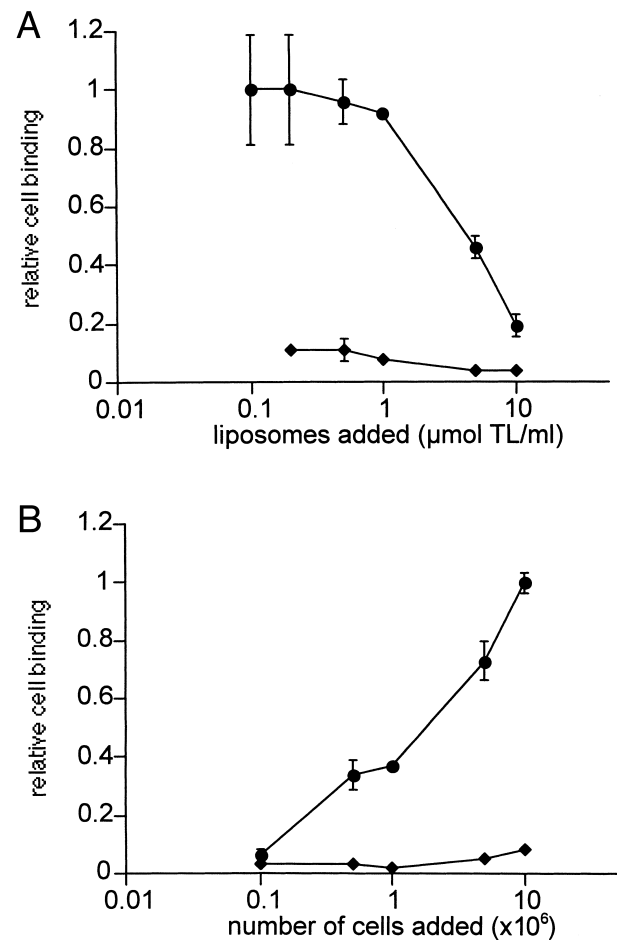 A
1.2
1
0.8
0.6
0.4
0.2
0
relative cell binding
0.01 0.1 1 10
liposomes added (µmol TL/ml)
B
1.2
1
0.8
0.6
0.4
0.2
0
relative cell binding
0.01 0.1 1 10
number of cells added (x10⁶)